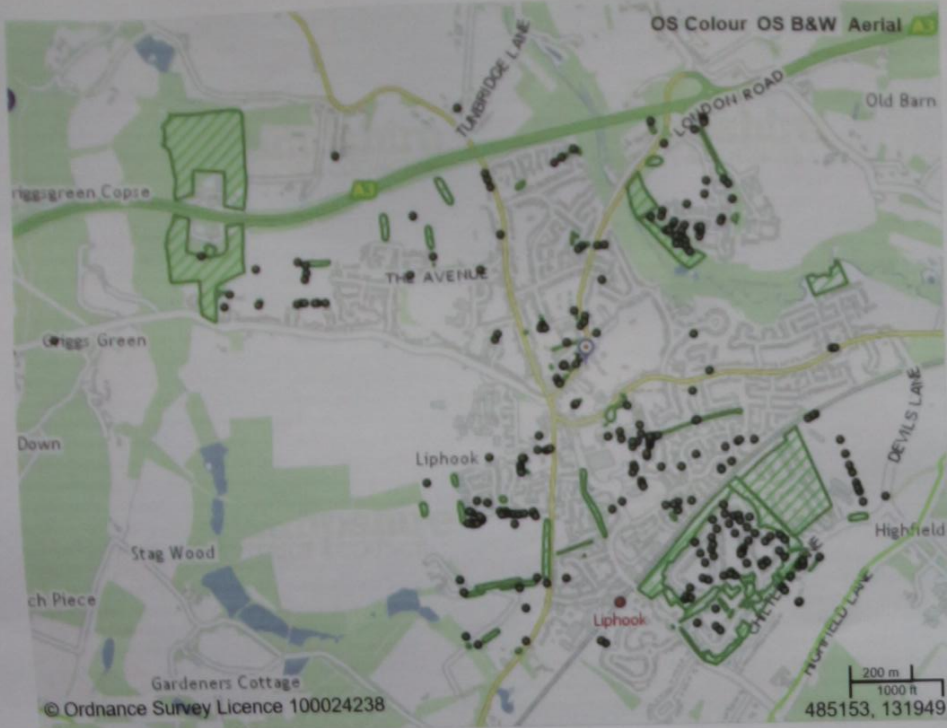 OS Colour OS B&W Aerial A3
TUNBRIDGE LANE
LONDON ROAD
Old Barn
riggsgreen Copse
A3
THE AVENUE
Griggs Green
DEVILS LANE
Down
Liphook
Highfield
Stag Wood
ch Piece
Liphook
HIGHFIELD LANE
Gardeners Cottage
200 m
1000 ft
© Ordnance Survey Licence 100024238
485153, 131949